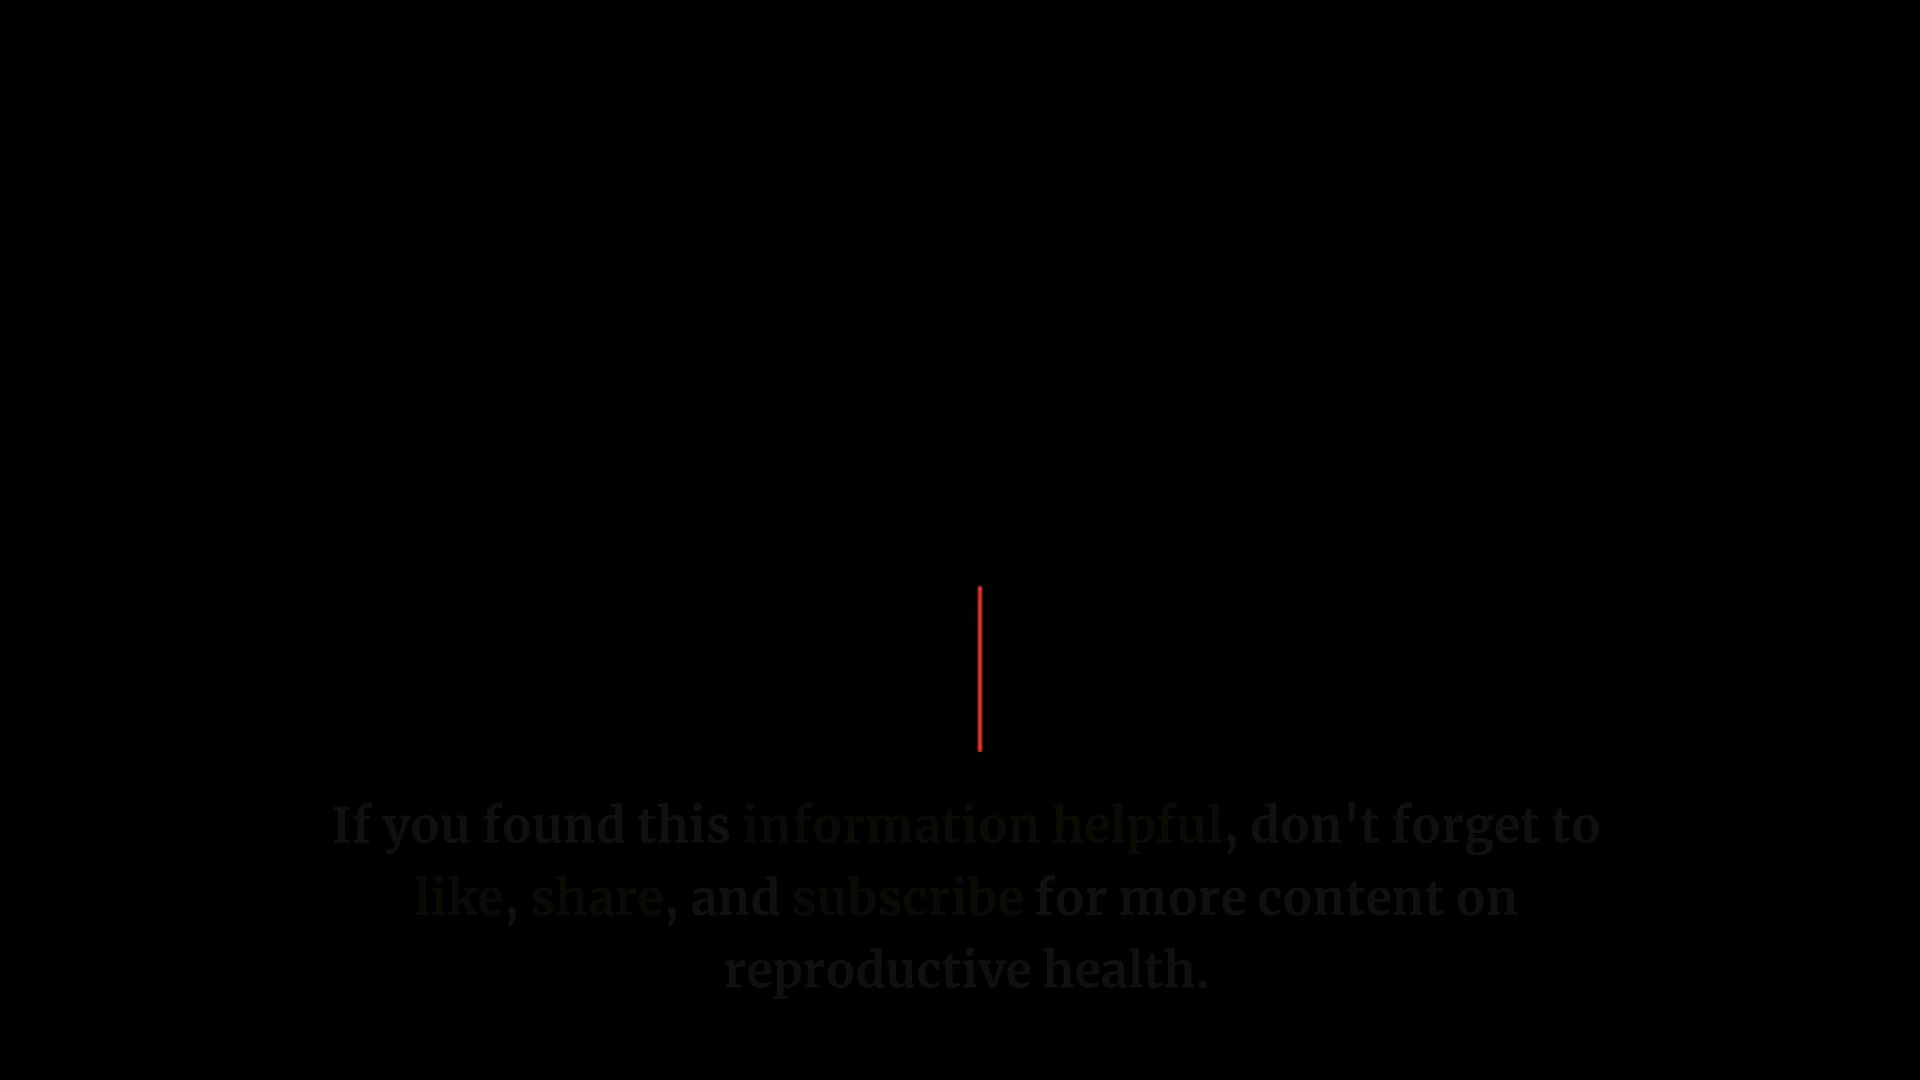 If you found this information helpful, don't forget to
like, share, and subscribe for more content on
reproductive health.